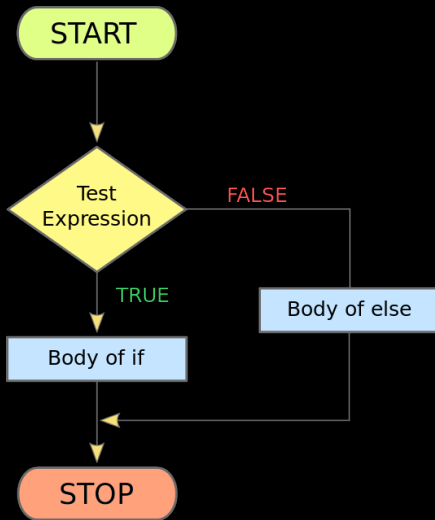 START
Test
Expression
FALSE
TRUE
Body of else
Body of if
STOP